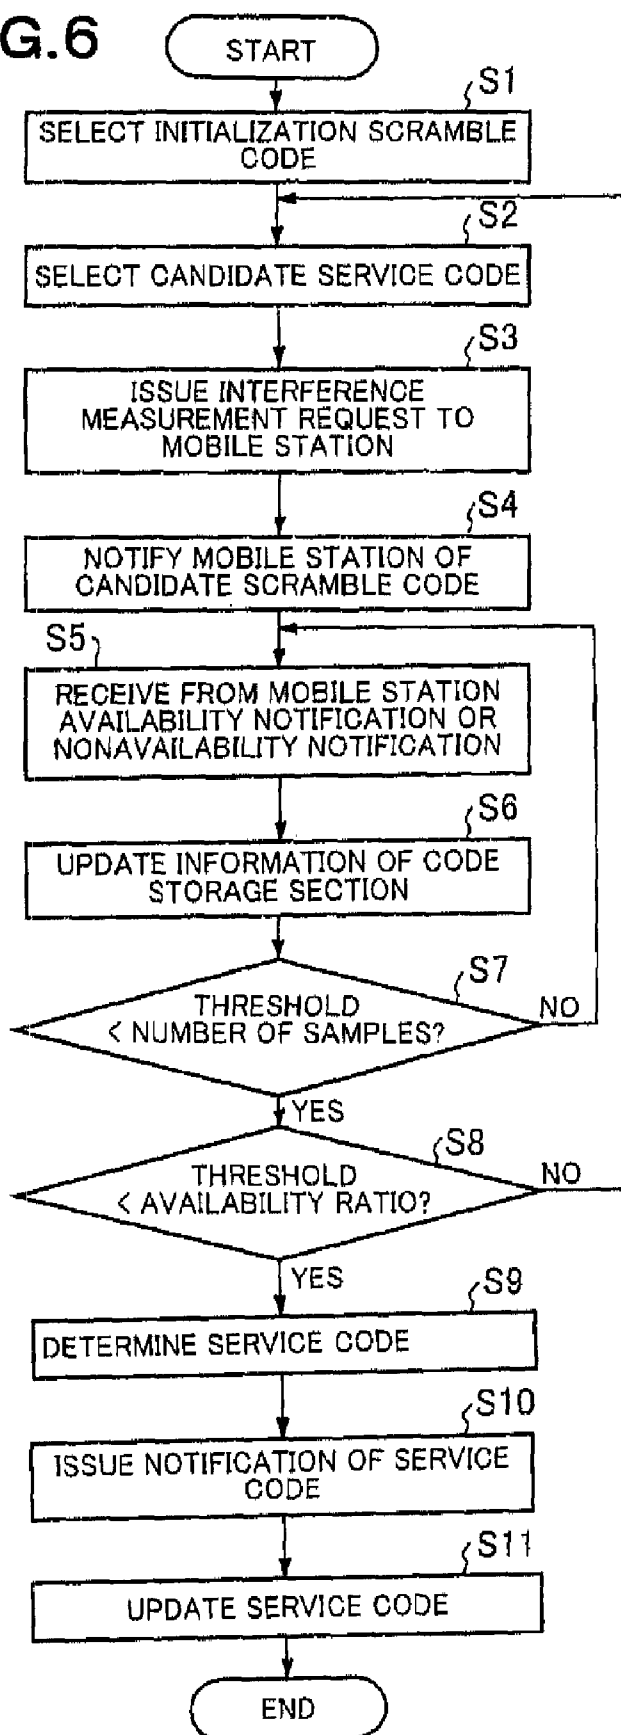 G.6
START
S1
SELECT INITIALIZATION SCRAMBLE
CODE
S2
SELECT CANDIDATE SERVICE CODE
S3
ISSUE INTERFERENCE
MEASUREMENT REQUEST TO
MOBILE STATION
S4
NOTIFY MOBILE STATION OF
CANDIDATE SCRAMBLE CODE
S5
RECEIVE FROM MOBILE STATION
AVAILABILITY NOTIFICATION OR
NONAVAILABILITY NOTIFICATION
S6
UPDATE INFORMATION OF CODE
STORAGE SECTION
S7
THRESHOLD
< NUMBER OF SAMPLES?
NO
YES
S8
THRESHOLD
< AVAILABILITY RATIO?
NO
YES
S9
DETERMINE SERVICE CODE
S10
ISSUE NOTIFICATION OF SERVICE
CODE
S11
UPDATE SERVICE CODE
END